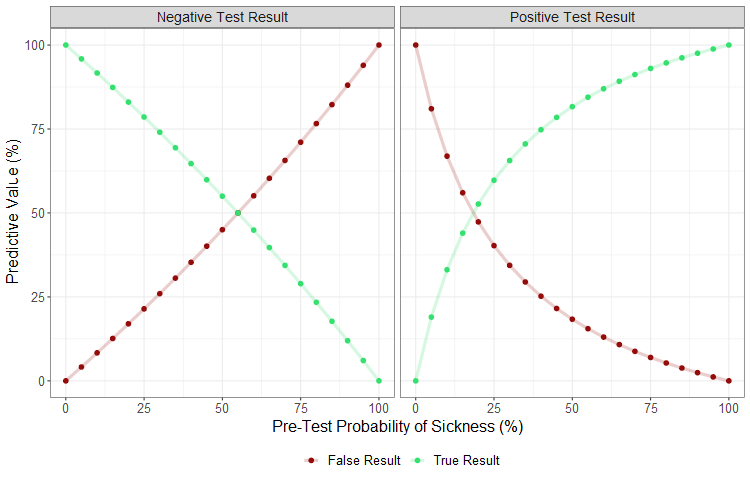 Negative Test Result
Positive Test Result
Predictive Value (%)
100
75
50
25
0
0 25 50 75 100
0 25 50 75 100
Pre-Test Probability of Sickness (%)
False Result
True Result